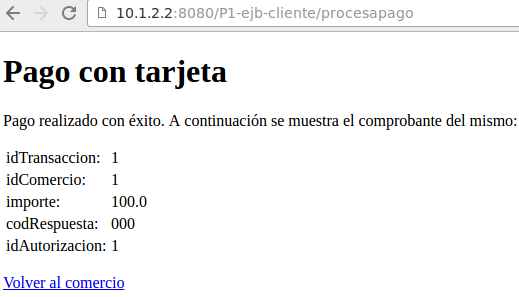 10.1.2.2:8080/P1-ejb-cliente/procesapago
Pago con tarjeta
Pago realizado con éxito. A continuación se muestra el comprobante del mismo:
idTransaccion: 1
idComercio: 1
importe: 100.0
codRespuesta: 000
idAutorizacion: 1
Volver al comercio